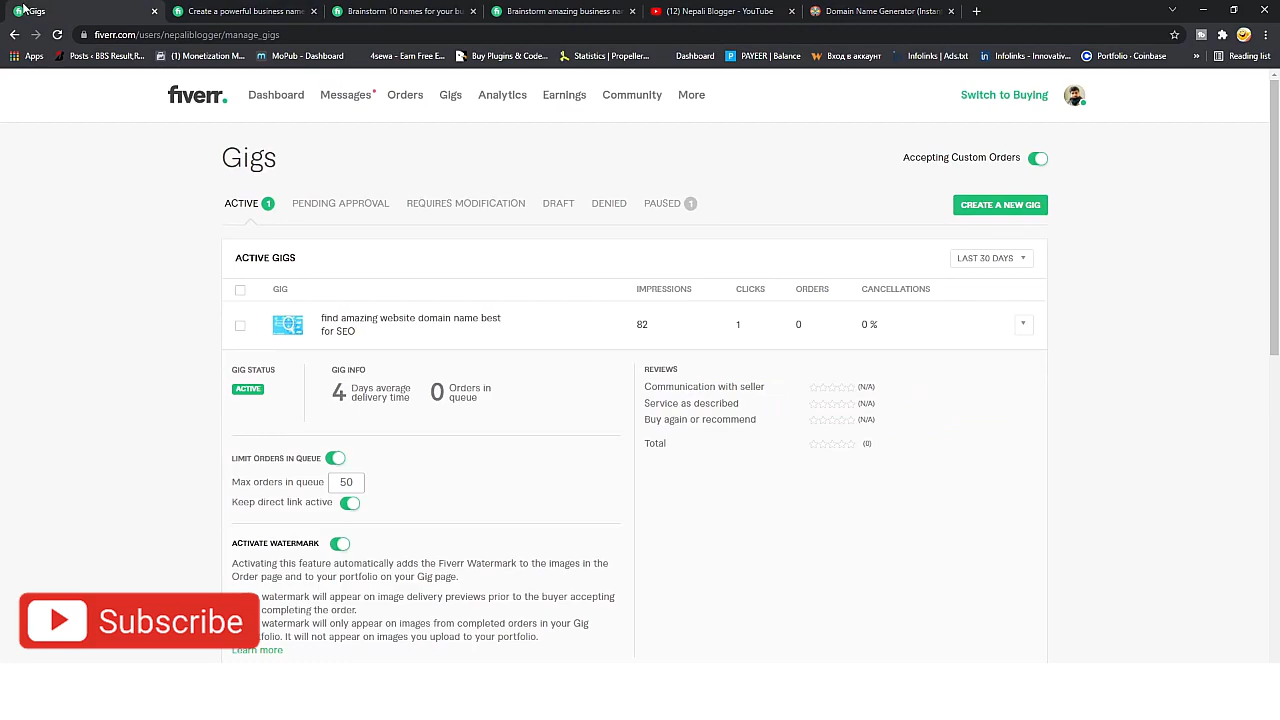 Gigs
Create a powerful business name
Brainstorm 10 names for your bu
Brainstorm amazing business na
(12) Nepali Blogger - YouTube
Domain Name Generator (Instan
fiverr.com/users/nepaliblogger/manage_gigs
Apps
Posts ‹ BBS Result,R...
(1) Monetization M...
MoPub - Dashboard
4sewa - Earn Free E...
Buy Plugins & Code...
Statistics | Propeller...
Dashboard
PAYEER | Balance
Вход в аккаунт
Infolinks | Ads.txt
Infolinks - Innovativ...
Portfolio - Coinbase
»
Reading list
fiverr.
Dashboard
Messages
Orders
Gigs
Analytics
Earnings
Community
More
Switch to Buying
Gigs
Accepting Custom Orders
ACTIVE 1
PENDING APPROVAL
REQUIRES MODIFICATION
DRAFT
DENIED
PAUSED 1
CREATE A NEW GIG
ACTIVE GIGS
LAST 30 DAYS
GIG
IMPRESSIONS
CLICKS
ORDERS
CANCELLATIONS
find amazing website domain name best
for SEO
82
1
0
0 %
GIG STATUS
ACTIVE
GIG INFO
4 Days average
delivery time
0 Orders in
queue
LIMIT ORDERS IN QUEUE
Max orders in queue 50
Keep direct link active
ACTIVATE WATERMARK
Activating this feature automatically adds the Fiverr Watermark to the images in the
Order page and to your portfolio on your Gig page.
watermark will appear on image delivery previews prior to the buyer accepting
completing the order.
watermark will only appear on images from completed orders in your Gig
folio. It will not appear on images you upload to your portfolio.
Learn more
REVIEWS
Communication with seller (N/A)
Service as described (N/A)
Buy again or recommend (N/A)
Total (0)
Subscribe